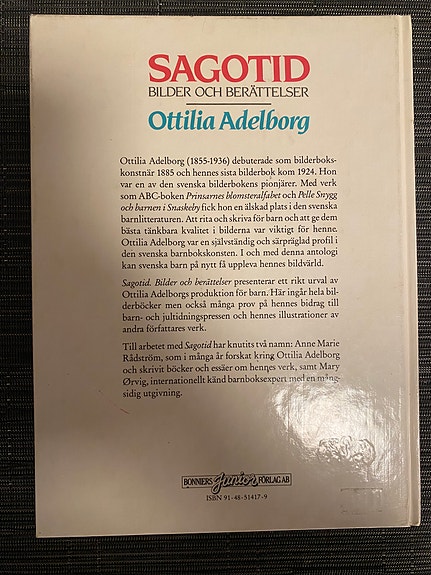 SAGOTID
BILDER OCH BERÄTTELSER
Ottilia Adelborg
Ottilia Adelborg (1855-1936) debuterade som bilderboks-
konstnär 1885 och hennes sista bilderbok kom 1924. Hon
var en av den svenska bilderbokens pionjärer. Med verk
som ABC-boken Prinsarnes blomsteralfabet och Pelle Snygg
och barnen i Snaskeby fick hon en älskad plats i den svenska
barnlitteraturen. Att rita och skriva för barn och att ge dem
bästa tänkbara kvalitet i bilderna var viktigt för henne.
Ottilia Adelborg var en självständig och särpräglad profil i
den svenska barnbokskonsten. I och med denna antologi
kan svenska barn på nytt få uppleva hennes bildvärld.
Sagotid. Bilder och berättelser presenterar ett rikt urval av
Ottilia Adelborgs produktion för barn. Här ingår hela bil-
derböcker men också många prov på hennes bidrag till
barn- och jultidningspressen och hennes illustrationer av
andra författares verk.
Till arbetet med Sagotid har knutits två namn: Anne Marie
Rådström, som i många år forskat kring Ottilia Adelborg
och skrivit böcker och essäer om hennes verk, samt Mary
Ørvig, internationellt känd barnboksexpert med en mång-
sidig utgivning.
BONNIERS Junior FÖRLAG AB
ISBN 91-48-51417-9